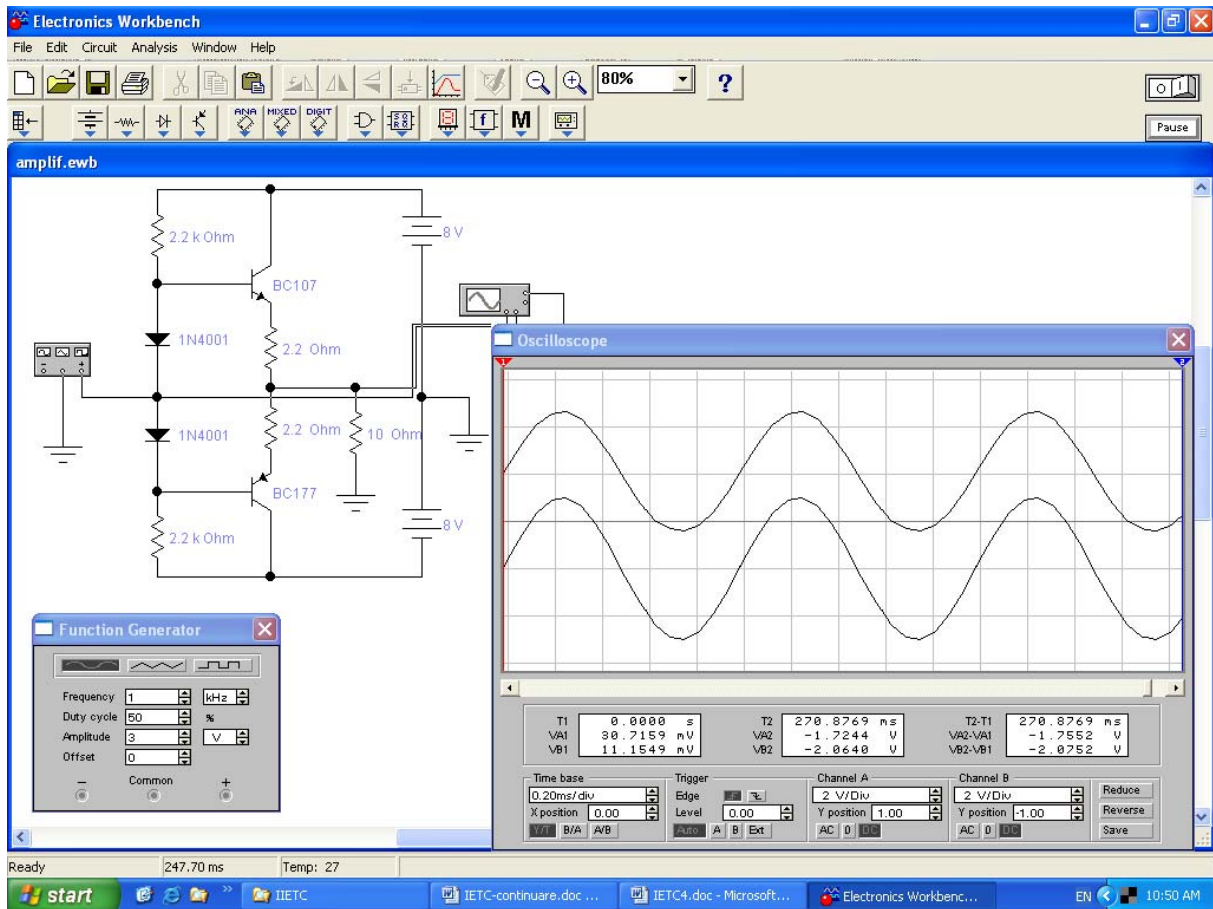 Electronics Workbench
File Edit Circuit Analysis Window Help
80%
?
ANA MIXED DIGIT
M
Pause
amplif.ewb
2.2 k Ohm
8 V
BC107
1N4001
2.2 Ohm
1N4001
2.2 Ohm
10 Ohm
BC177
2.2 k Ohm
8 V
Oscilloscope
1 2
T1 0.0000 s T2 270.8769 ms T2-T1 270.8769 ms
VA1 30.7159 mV VA2 -1.7244 V VA2-VA1 -1.7552 V
VB1 11.1549 mV VB2 -2.0640 V VB2-VB1 -2.0752 V
Time base Trigger Channel A Channel B
0.20ms/div Edge 2 V/Div 2 V/Div Reduce
X position 0.00 Level 0.00 Y position 1.00 Y position -1.00 Reverse
Y/T B/A A/B Auto A B Ext AC 0 DC AC 0 DC Save
Function Generator
Frequency 1 kHz
Duty cycle 50 %
Amplitude 3 V
Offset 0
− Common +
Ready 247.70 ms Temp: 27
start » IIETC IETC-continuare.doc ... IETC4.doc - Microsoft... Electronics Workbenc... EN 10:50 AM